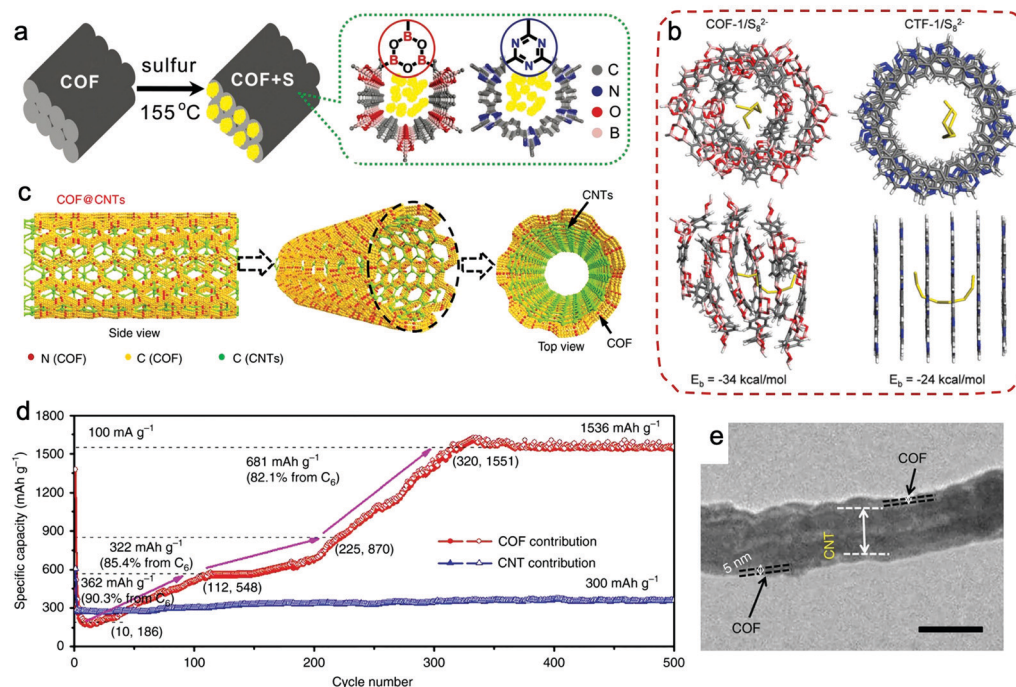 a
COF
sulfur
155 °C
COF+S
B
O
O
B
B
O
N
N
N
C
N
O
B
b
COF-1/S₈²⁻
CTF-1/S₈²⁻
E_b = -34 kcal/mol
E_b = -24 kcal/mol
c
COF@CNTs
CNTs
Side view
Top view
COF
N (COF)
C (COF)
C (CNTs)
d
Specific capacity (mAh g⁻¹)
1800
1500
1200
900
600
300
0
100 mA g⁻¹
1536 mAh g⁻¹
681 mAh g⁻¹
(82.1% from C₆)
(320, 1551)
322 mAh g⁻¹
(85.4% from C₆)
(225, 870)
362 mAh g⁻¹
(90.3% from C₆)
(112, 548)
(10, 186)
COF contribution
CNT contribution
300 mAh g⁻¹
0
100
200
300
400
500
Cycle number
e
COF
CNT
5 nm
COF